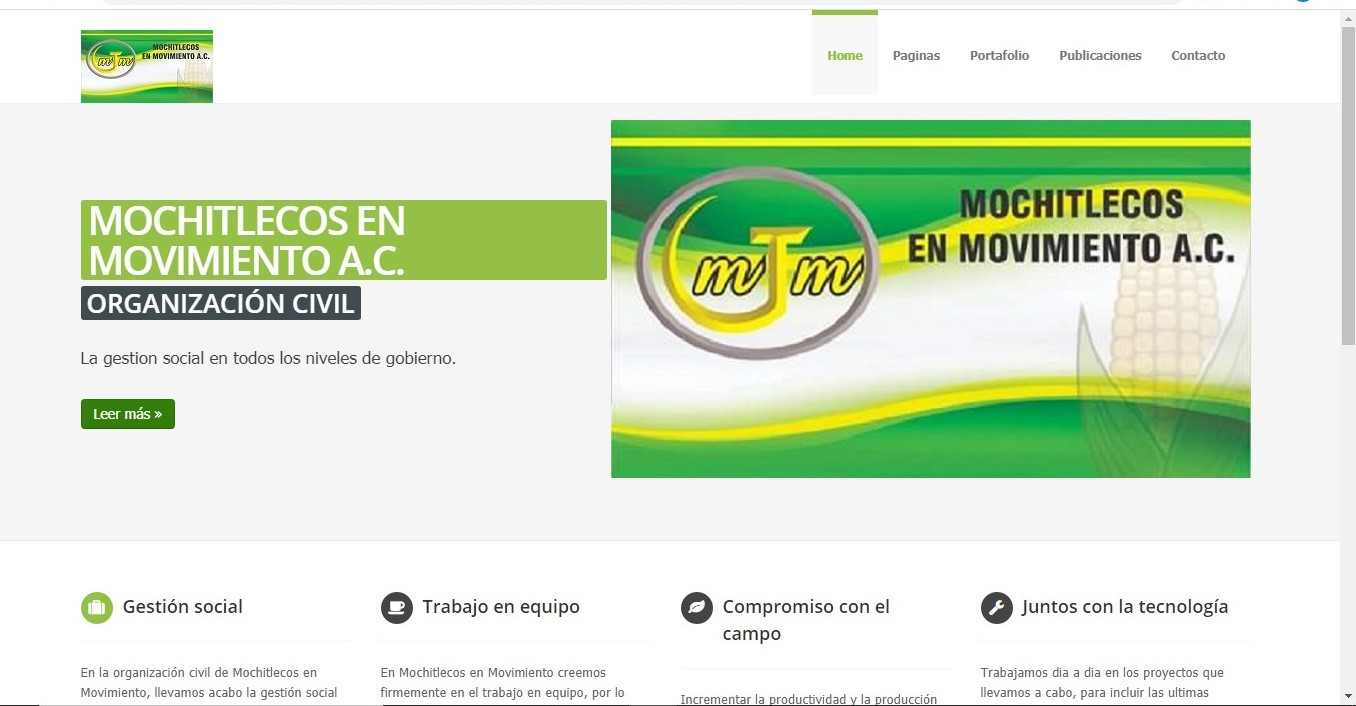 MOCHITLECOS
EN MOVIMIENTO A.C.
mJm
Home Paginas Portafolio Publicaciones Contacto
MOCHITLECOS EN
MOVIMIENTO A.C.
ORGANIZACIÓN CIVIL
La gestion social en todos los niveles de gobierno.
Leer más »
MOCHITLECOS
EN MOVIMIENTO A.C.
mJm
Gestión social
En la organización civil de Mochitlecos en
Movimiento, llevamos acabo la gestión social
Trabajo en equipo
En Mochitlecos en Movimiento creemos
firmemente en el trabajo en equipo, por lo
Compromiso con el
campo
Incrementar la productividad y la producción
Juntos con la tecnología
Trabajamos dia a dia en los proyectos que
llevamos a cabo, para incluir las ultimas